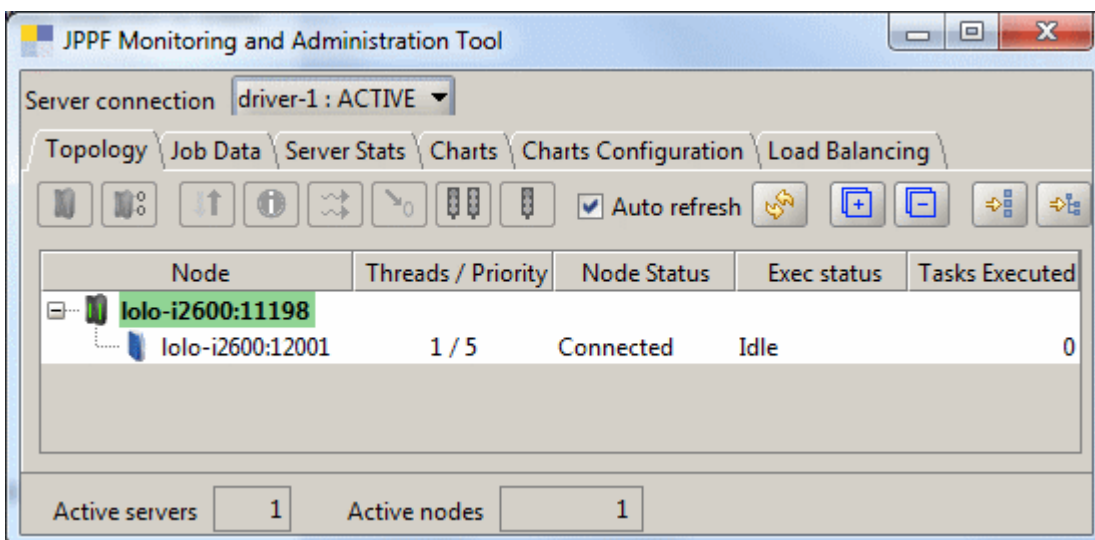 JPPF Monitoring and Administration Tool
Server connection driver-1 : ACTIVE
Topology Job Data Server Stats Charts Charts Configuration Load Balancing
Auto refresh
Node Threads / Priority Node Status Exec status Tasks Executed
lolo-i2600:11198
lolo-i2600:12001 1 / 5 Connected Idle 0
Active servers 1 Active nodes 1